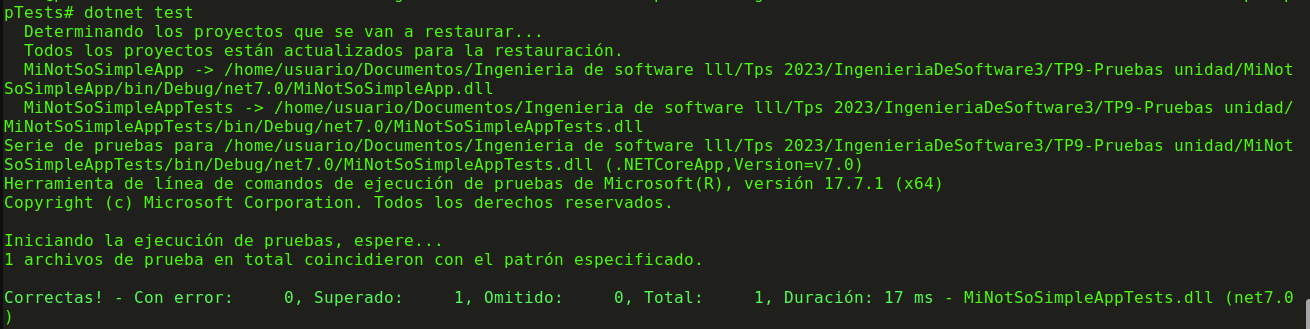 pTests# dotnet test
  Determinando los proyectos que se van a restaurar...
  Todos los proyectos están actualizados para la restauración.
  MiNotSoSimpleApp -> /home/usuario/Documentos/Ingenieria de software lll/Tps 2023/IngenieriaDeSoftware3/TP9-Pruebas unidad/MiNot
SoSimpleApp/bin/Debug/net7.0/MiNotSoSimpleApp.dll
  MiNotSoSimpleAppTests -> /home/usuario/Documentos/Ingenieria de software lll/Tps 2023/IngenieriaDeSoftware3/TP9-Pruebas unidad/
MiNotSoSimpleAppTests/bin/Debug/net7.0/MiNotSoSimpleAppTests.dll
Serie de pruebas para /home/usuario/Documentos/Ingenieria de software lll/Tps 2023/IngenieriaDeSoftware3/TP9-Pruebas unidad/MiNot
SoSimpleAppTests/bin/Debug/net7.0/MiNotSoSimpleAppTests.dll (.NETCoreApp,Version=v7.0)
Herramienta de línea de comandos de ejecución de pruebas de Microsoft(R), versión 17.7.1 (x64)
Copyright (c) Microsoft Corporation. Todos los derechos reservados.

Iniciando la ejecución de pruebas, espere...
1 archivos de prueba en total coincidieron con el patrón especificado.

Correctas! - Con error:     0, Superado:     1, Omitido:     0, Total:     1, Duración: 17 ms - MiNotSoSimpleAppTests.dll (net7.0
)